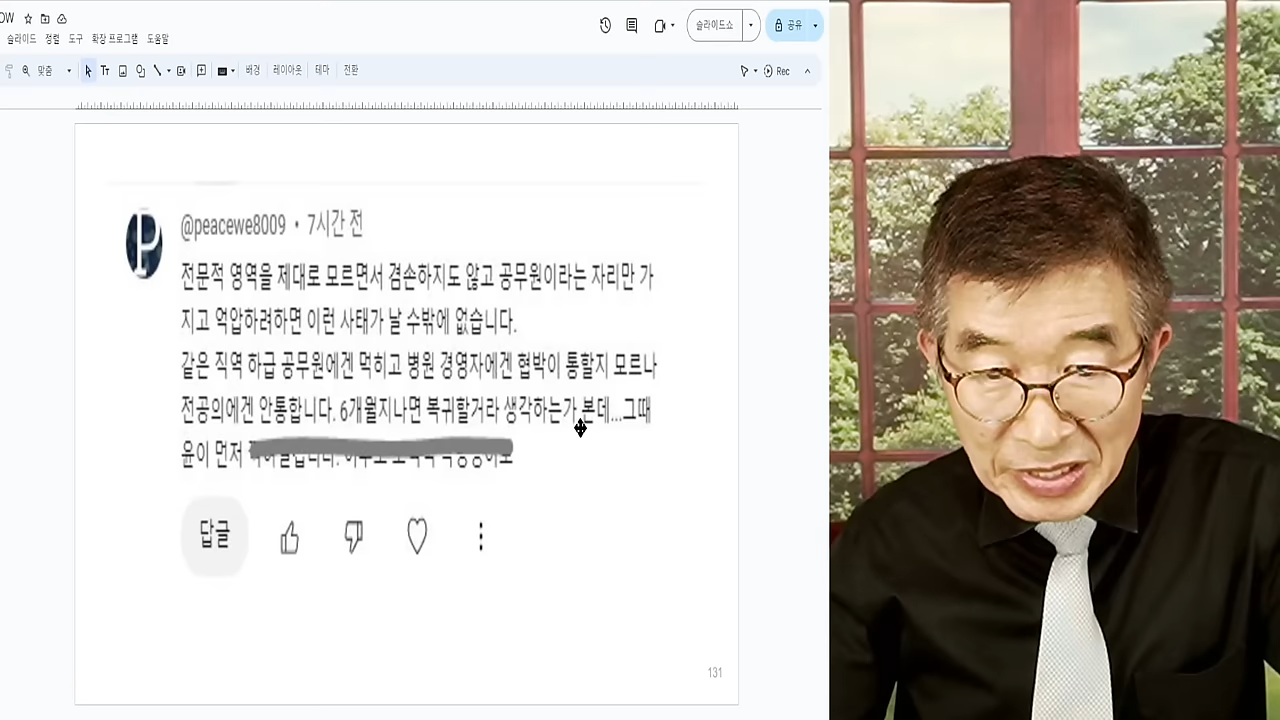 OW
슬라이드 정렬 도구 확장 프로그램 도움말
슬라이드쇼
공유
맞춤
Tт
배경 레이아웃 테마 전환
Rec
P
@peacewe8009 • 7시간 전
전문적 영역을 제대로 모르면서 겸손하지도 않고 공무원이라는 자리만 가
지고 억압하려하면 이런 사태가 날 수밖에 없습니다.
같은 직역 하급 공무원에겐 먹히고 병원 경영자에겐 협박이 통할지 모르나
전공의에겐 안통합니다. 6개월지나면 복귀할거라 생각하는가 본데...그때
윤이 먼저
답글
131